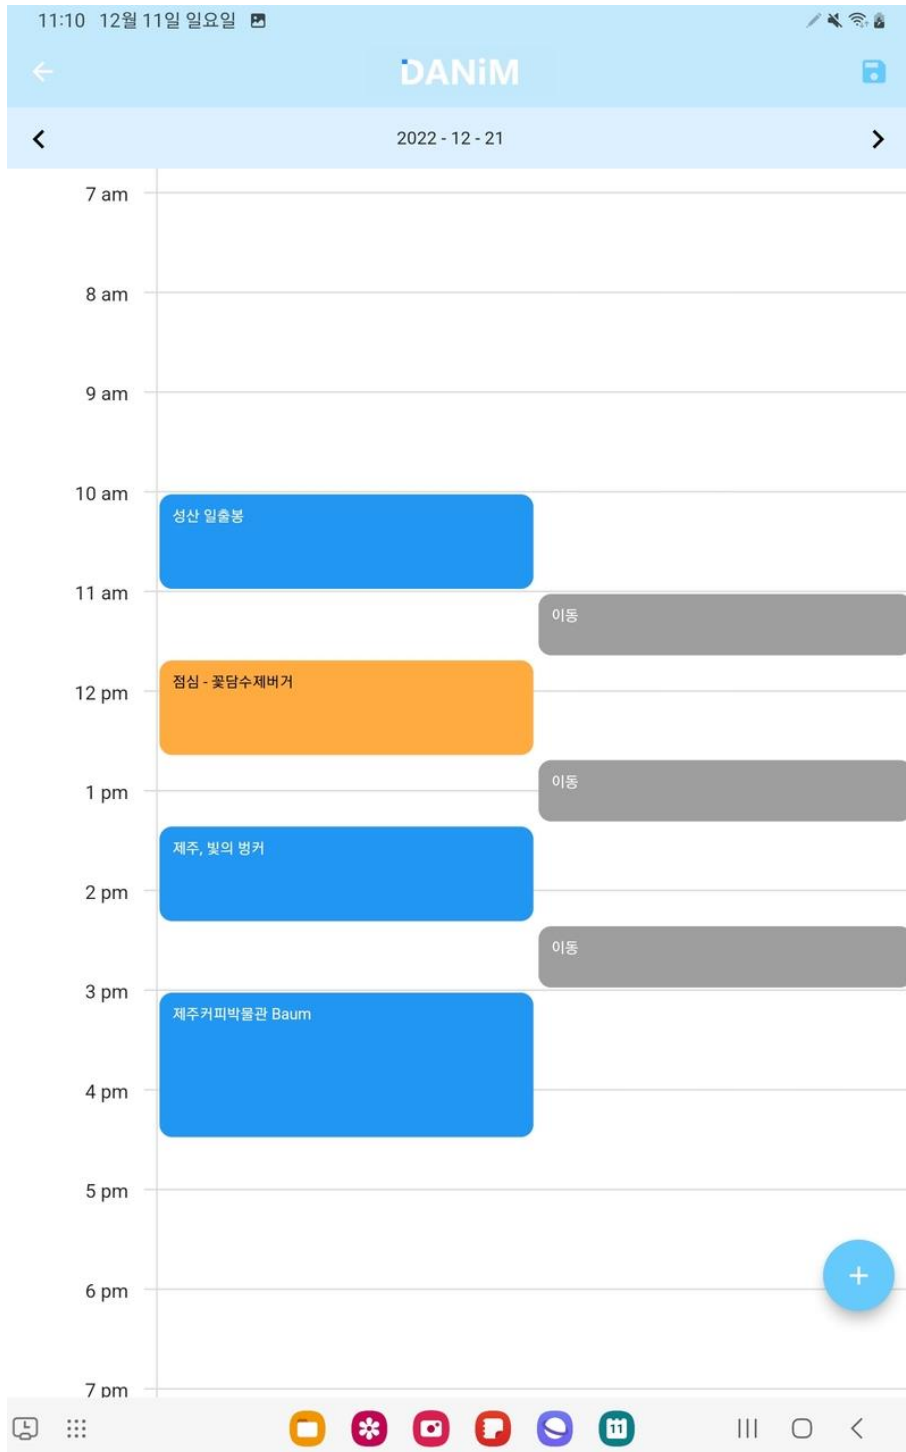 11:10 12월 11일 일요일
DANiM
2022 - 12 - 21
7 am
8 am
9 am
10 am
성산 일출봉
11 am
이동
점심 - 꽃담수제버거
12 pm
이동
1 pm
제주, 빛의 벙커
2 pm
이동
3 pm
제주커피박물관 Baum
4 pm
5 pm
+
6 pm
7 pm
11